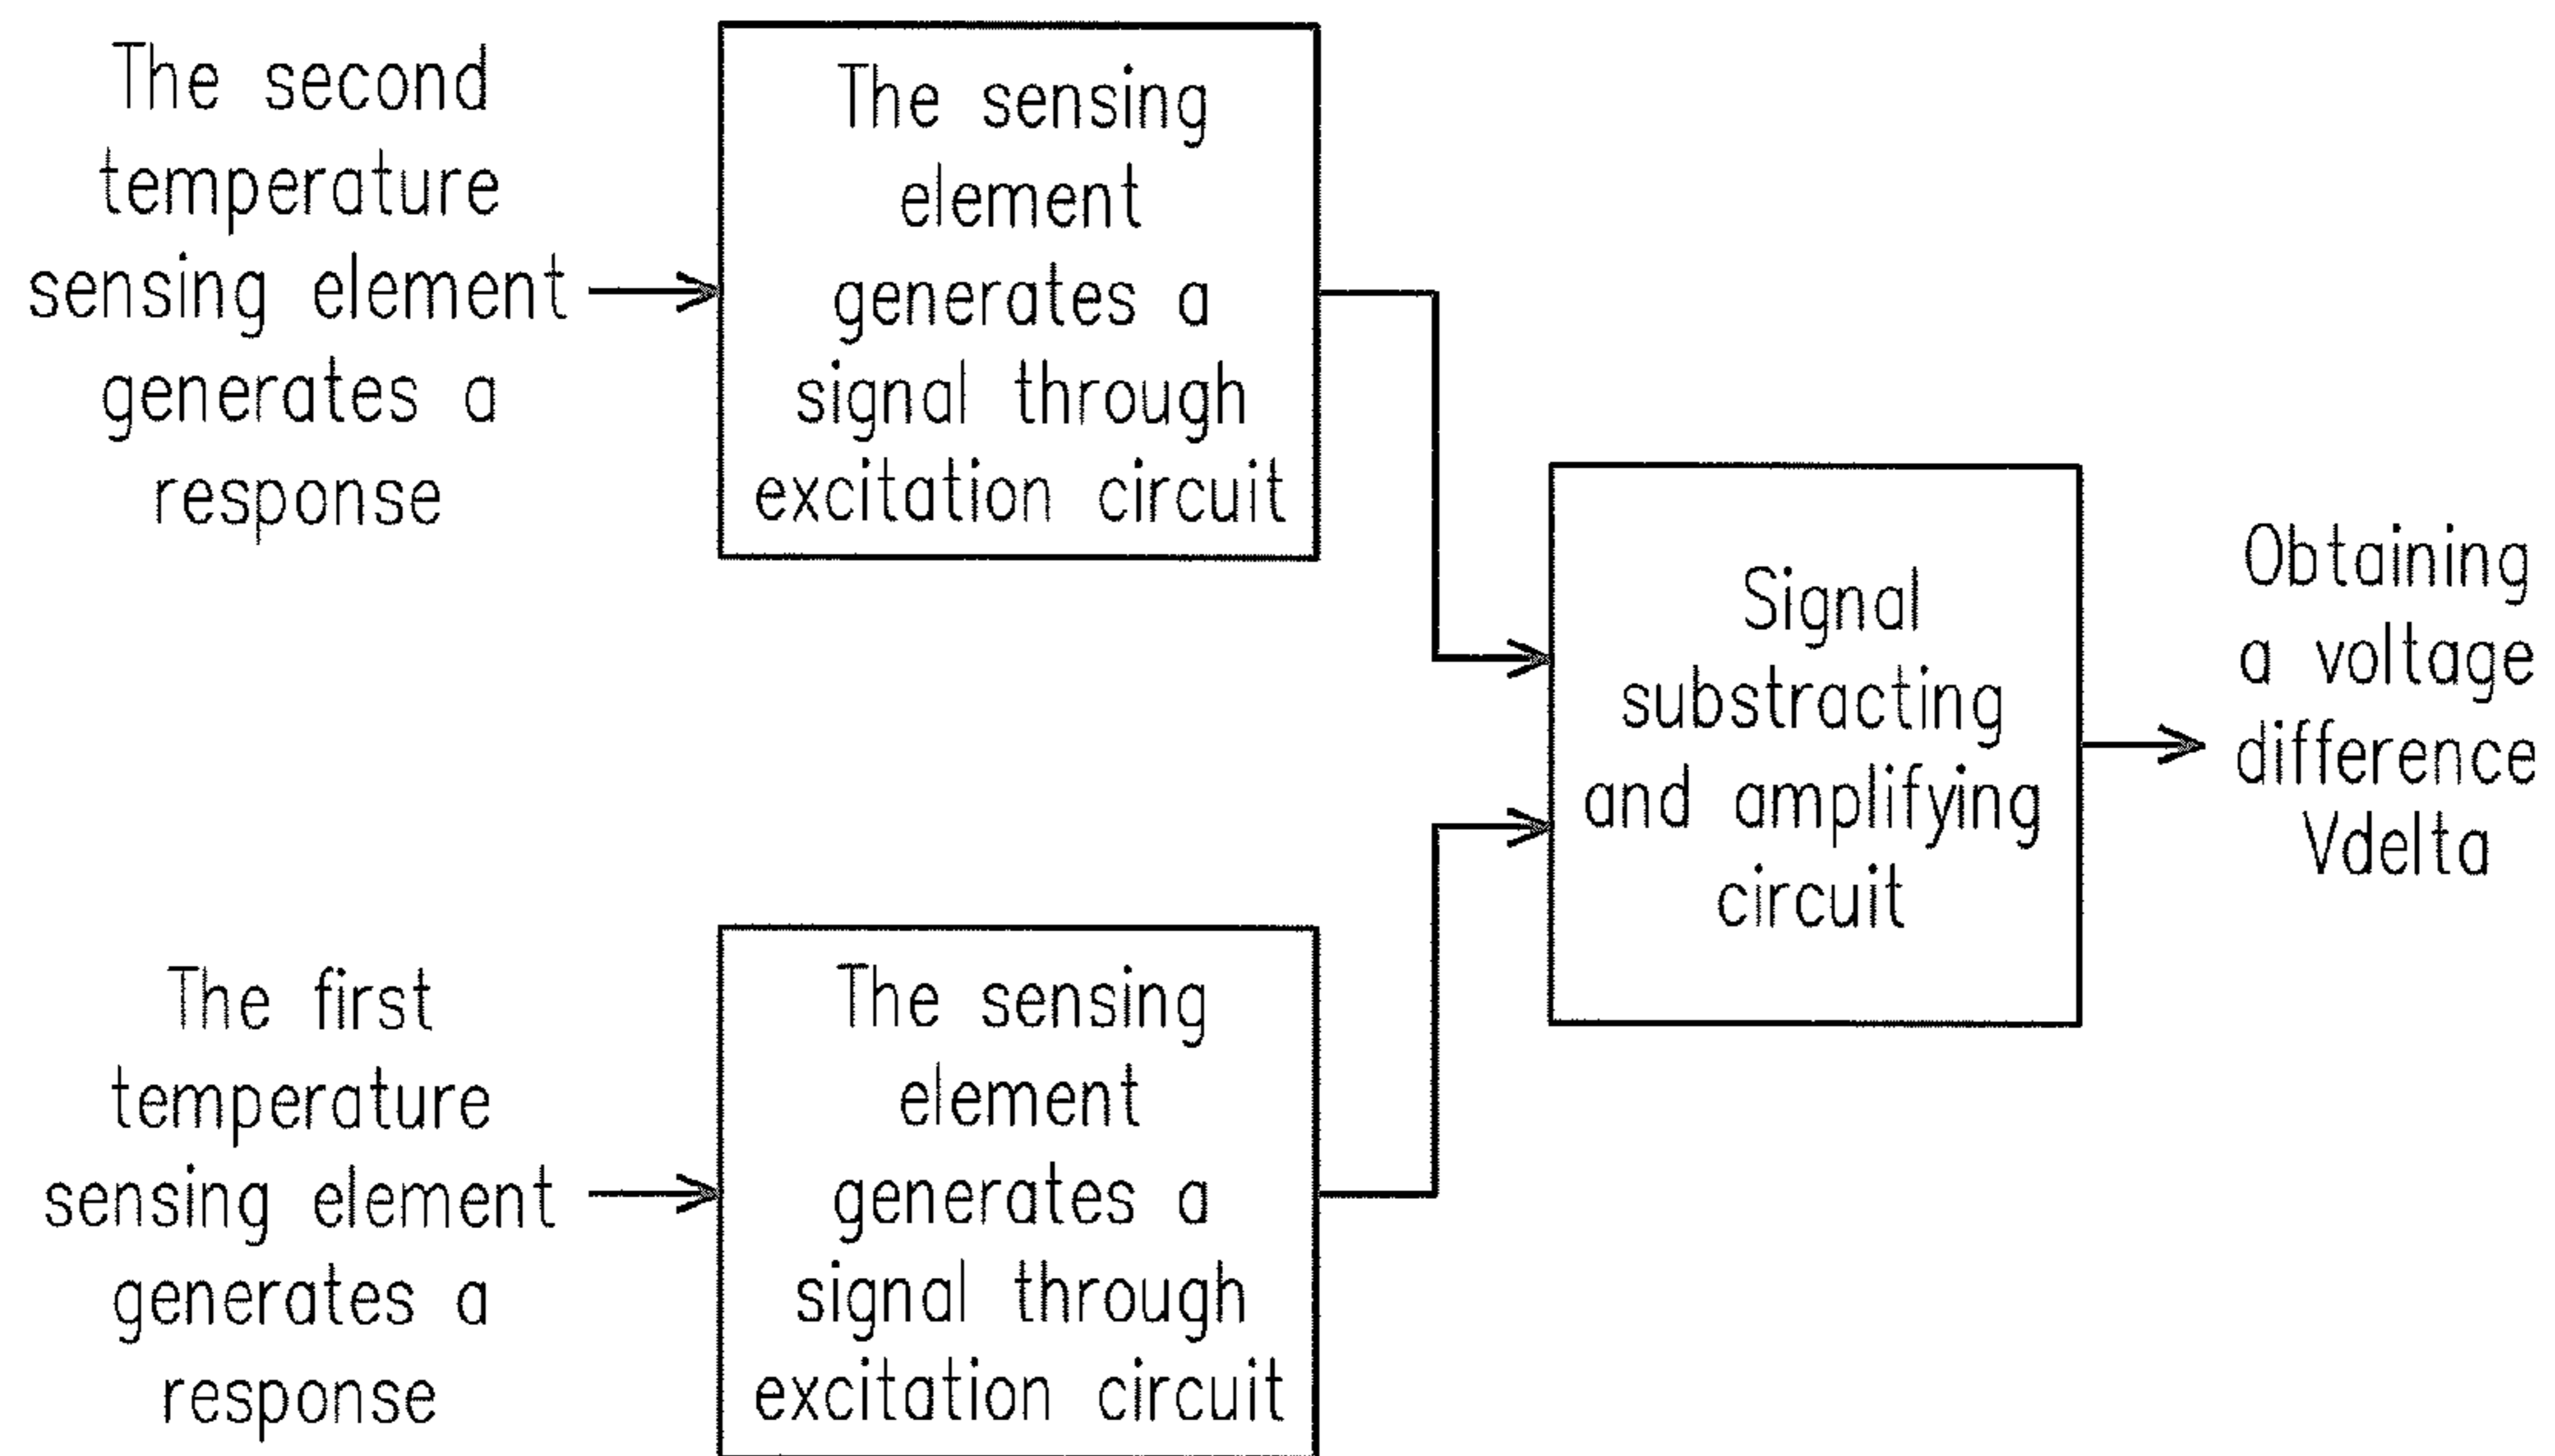 The second
temperature
sensing element
generates a
response
The sensing
element
generates a
signal through
excitation circuit
Signal
substracting
and amplifying
circuit
Obtaining
a voltage
difference
Vdelta
The first
temperature
sensing element
generates a
response
The sensing
element
generates a
signal through
excitation circuit